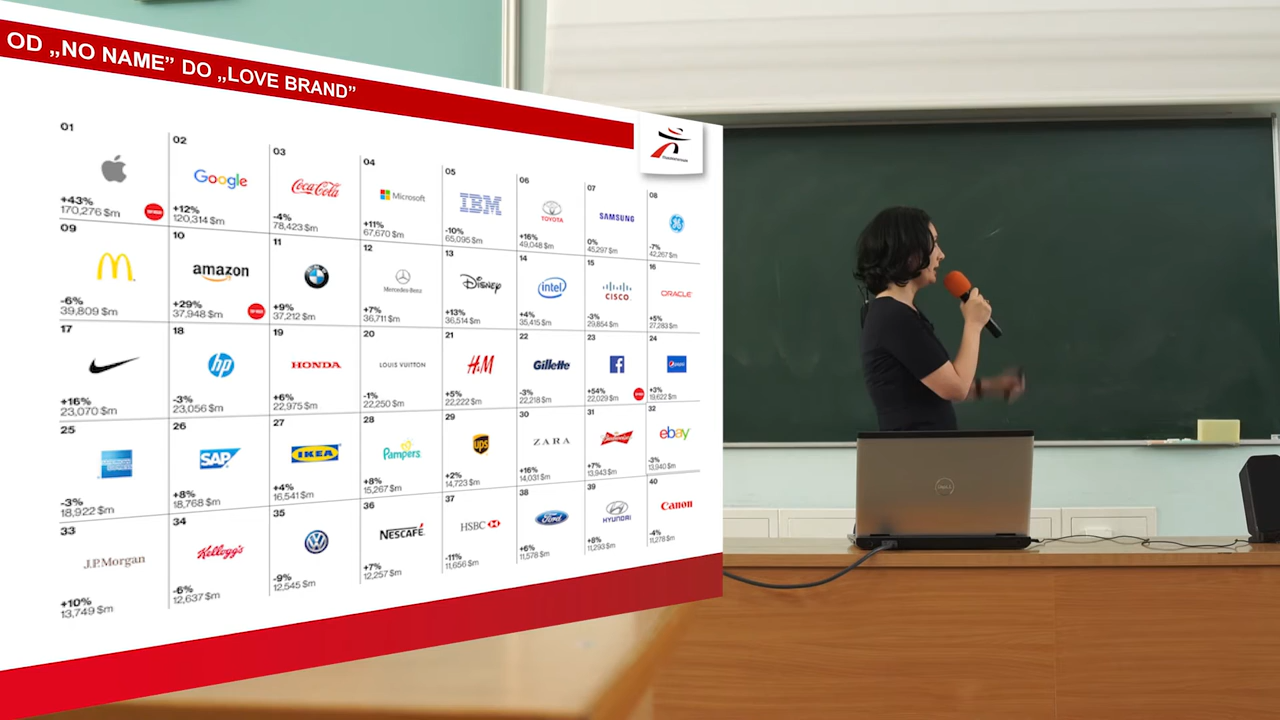 OD „NO NAME” DO „LOVE BRAND”
01
+43%
170,276 $m
02
Google
+12%
120,314 $m
03
Coca-Cola
-4%
78,423 $m
04
Microsoft
+11%
67,670 $m
05
IBM
-10%
65,095 $m
06
TOYOTA
+16%
49,048 $m
07
SAMSUNG
0%
45,297 $m
08
GE
-7%
42,267 $m
09
-6%
39,809 $m
10
amazon
+29%
37,948 $m
11
BMW
+9%
37,212 $m
12
Mercedes-Benz
+7%
36,711 $m
13
Disney
+13%
36,514 $m
14
intel
+4%
35,415 $m
15
CISCO
-3%
29,854 $m
16
ORACLE
+5%
27,283 $m
17
+16%
23,070 $m
18
hp
-3%
23,056 $m
19
HONDA
+6%
22,975 $m
20
LOUIS VUITTON
-1%
22,250 $m
21
H&M
+5%
22,222 $m
22
Gillette
-3%
22,218 $m
23
f
+54%
22,029 $m
24
pepsi
+3%
19,622 $m
25
-3%
18,922 $m
26
SAP
+8%
18,768 $m
27
IKEA
+4%
16,541 $m
28
Pampers
+8%
15,267 $m
29
ups
+2%
14,723 $m
30
ZARA
+16%
14,031 $m
31
Budweiser
+7%
13,943 $m
32
ebay
-3%
13,940 $m
33
J.P.Morgan
+10%
13,749 $m
34
Kellogg's
-6%
12,637 $m
35
-9%
12,545 $m
36
NESCAFÉ
+7%
12,257 $m
37
HSBC
-11%
11,656 $m
38
Ford
+6%
11,578 $m
39
HYUNDAI
+8%
11,293 $m
40
Canon
-4%
11,278 $m
DELL